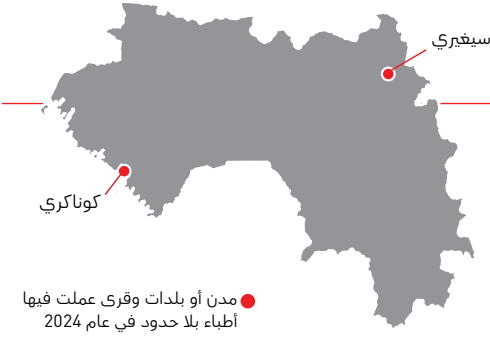 سيغيري
كوناكري
مدن أو بلدات وقرى عملت فيها
أطباء بلا حدود في عام 2024